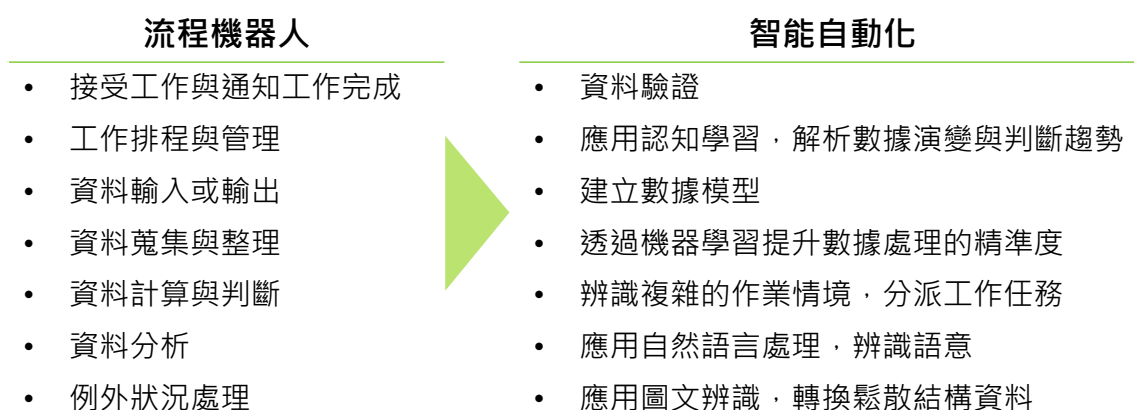 流程機器人
• 接受工作與通知工作完成
• 工作排程與管理
• 資料輸入或輸出
• 資料蒐集與整理
• 資料計算與判斷
• 資料分析
• 例外狀況處理
智能自動化
• 資料驗證
• 應用認知學習，解析數據演變與判斷趨勢
• 建立數據模型
• 透過機器學習提升數據處理的精準度
• 辨識複雜的作業情境，分派工作任務
• 應用自然語言處理，辨識語意
• 應用圖文辨識，轉換鬆散結構資料